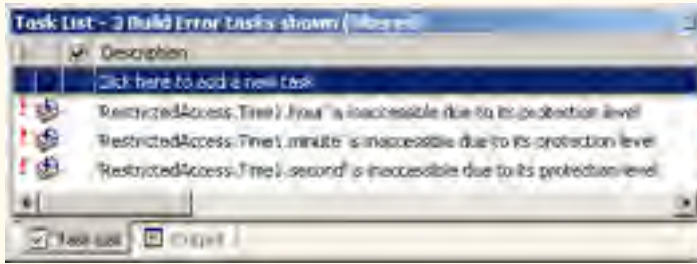 Task List - 3 Build Error tasks shown (filtered)
Description
Click here to add a new task
'RestrictedAccess.Time1.hour' is inaccessible due to its protection level
'RestrictedAccess.Time1.minute' is inaccessible due to its protection level
'RestrictedAccess.Time1.second' is inaccessible due to its protection level
Task List
Output